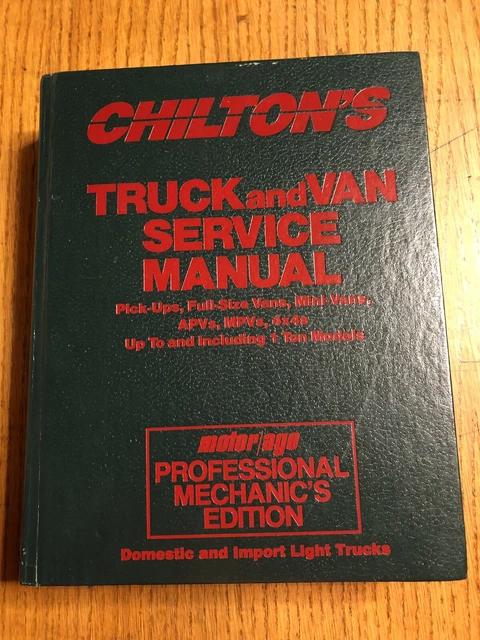 CHILTON'S
TRUCK and VAN
SERVICE
MANUAL
Pick-Ups, Full-Size Vans, Mini-Vans,
APVs, MPVs, 4x4s
Up To and Including 1 Ton Models
motor/age
PROFESSIONAL
MECHANIC'S
EDITION
Domestic and Import Light Trucks